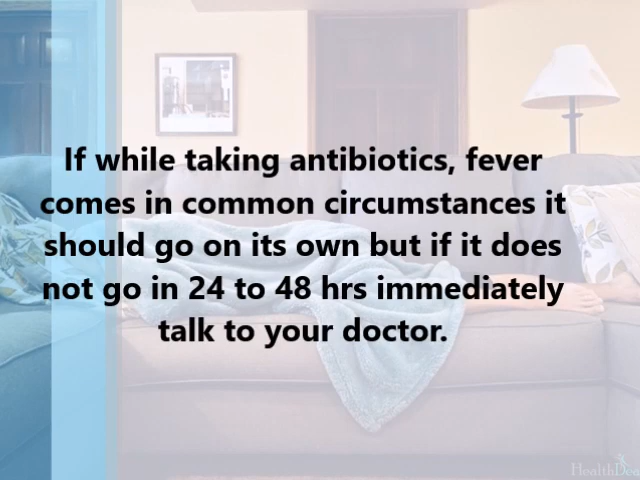 If while taking antibiotics, fever
comes in common circumstances it
should go on its own but if it does
not go in 24 to 48 hrs immediately
talk to your doctor.